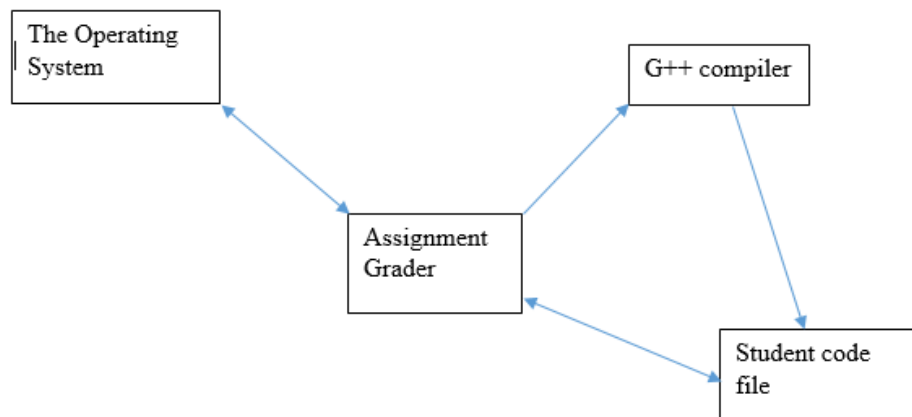 The Operating
System
G++ compiler
Assignment
Grader
Student code
file